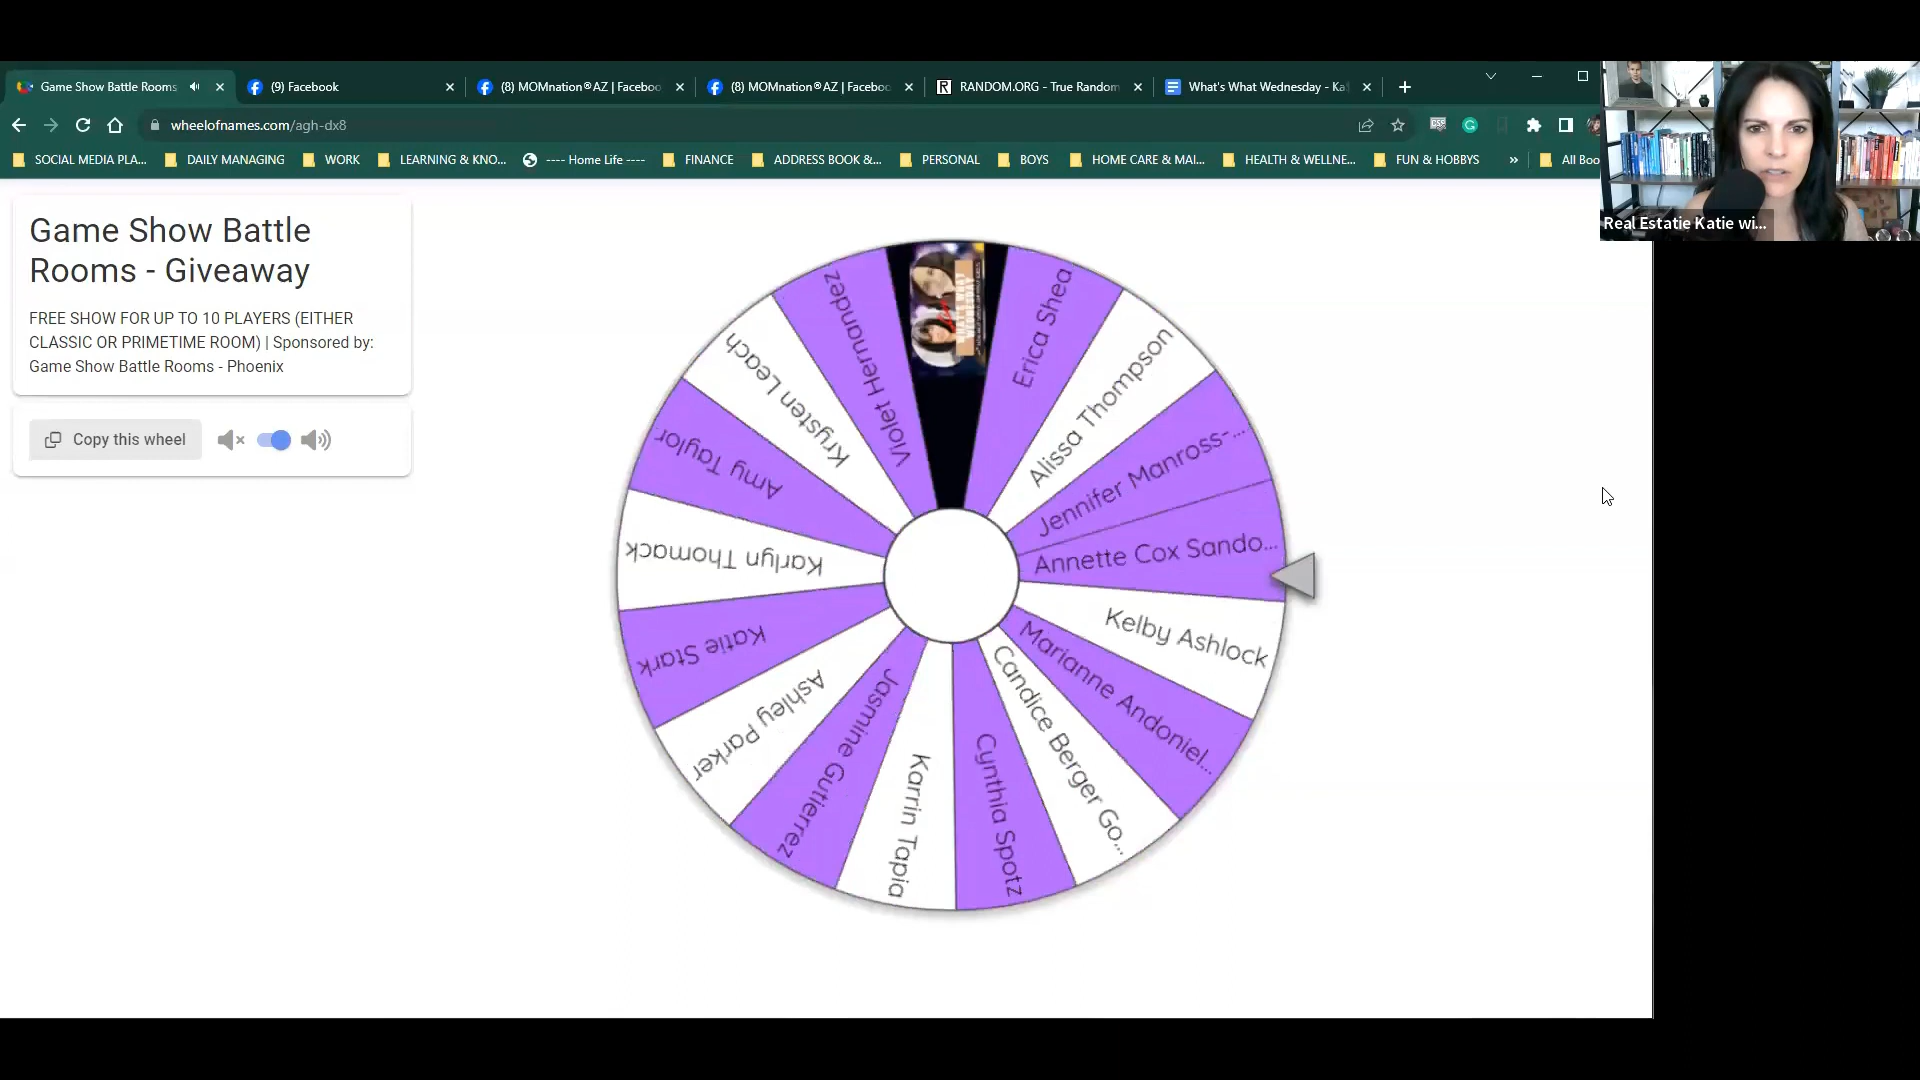 Game Show Battle Rooms
(9) Facebook
(8) MOMnation®AZ | Faceboo
(8) MOMnation®AZ | Faceboo
RANDOM.ORG - True Random
What's What Wednesday - Ka
wheelofnames.com/agh-dx8
SOCIAL MEDIA PLA...
DAILY MANAGING
WORK
LEARNING & KNO...
---- Home Life ----
FINANCE
ADDRESS BOOK &...
PERSONAL
BOYS
HOME CARE & MAI...
HEALTH & WELLNE...
FUN & HOBBYS
»
All Boo
Real Estatie Katie wi...
Game Show Battle
Rooms - Giveaway
FREE SHOW FOR UP TO 10 PLAYERS (EITHER
CLASSIC OR PRIMETIME ROOM) | Sponsored by:
Game Show Battle Rooms - Phoenix
Copy this wheel
Erica Shea
Alissa Thompson
Jennifer Manross-...
Annette Cox Sando...
Kelby Ashlock
Marianne Andoniel...
Candice Berger Go...
Cynthia Spotz
Karrin Tapia
Jasmine Gutierrez
Ashley Parker
Katie Stark
Karlyn Thomack
Amy Taylor
Krysten Leach
Violet Hernandez